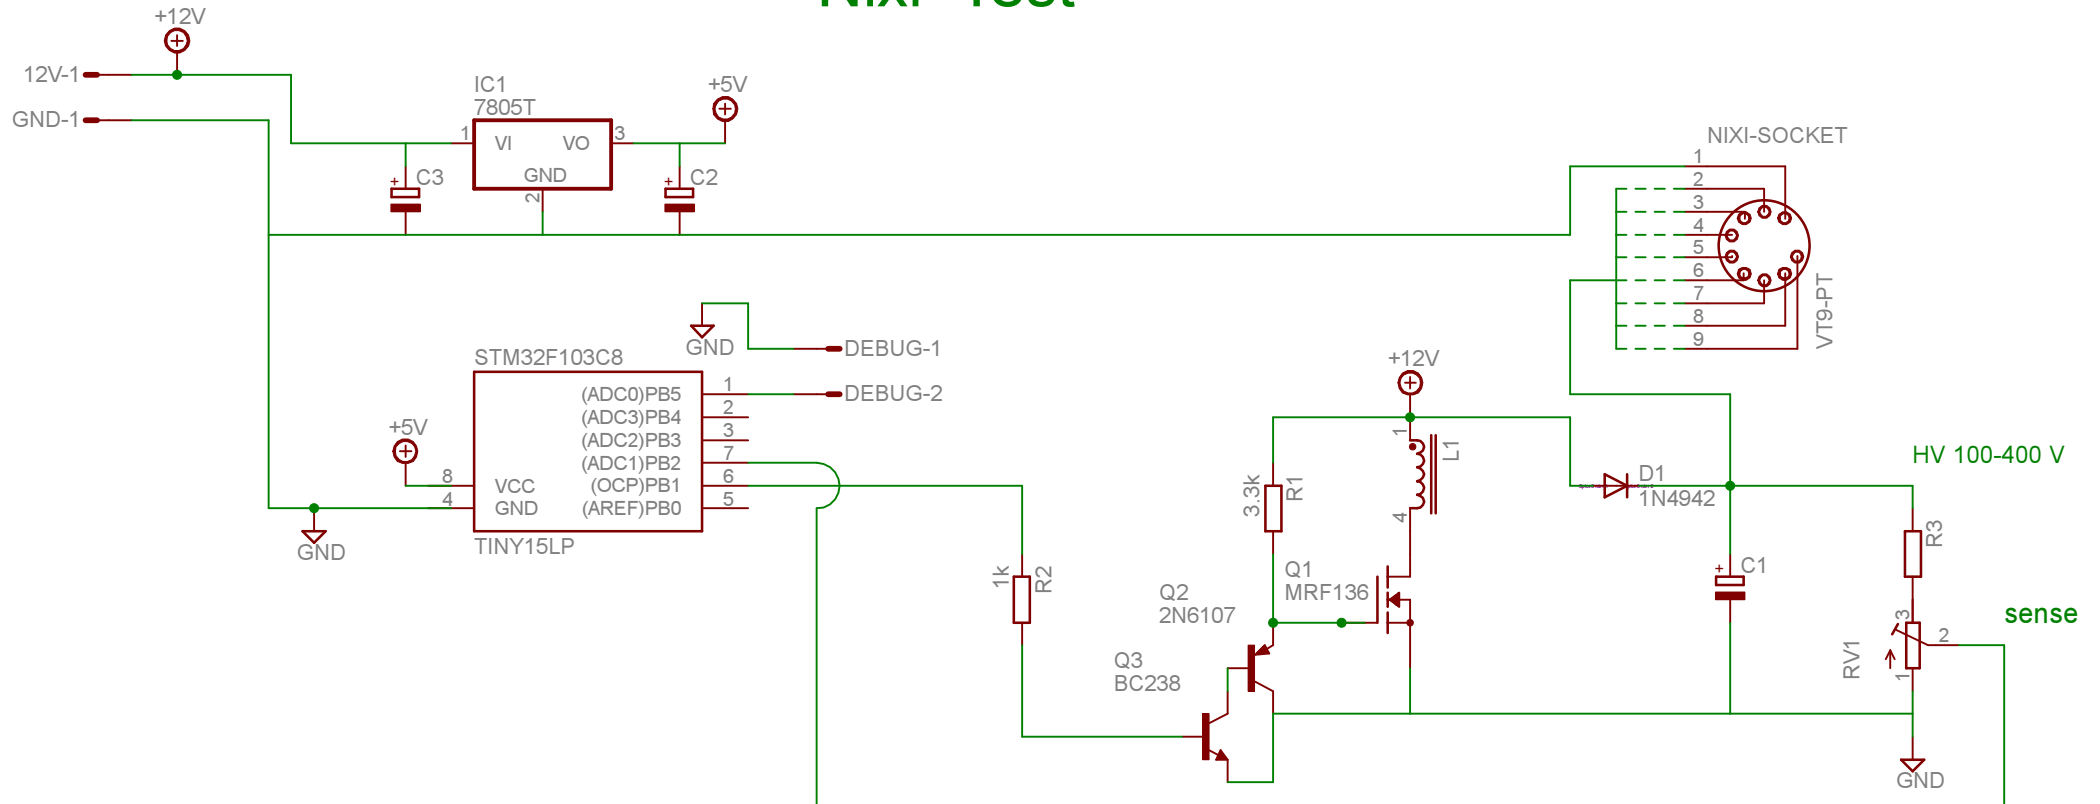 Nixi-Test
+12V
12V-1
GND-1
IC1
7805T
1
VI
VO
3
GND
2
+5V
+
C3
+
C2
NIXI-SOCKET
1
2
3
4
5
6
7
8
9
VT9-PT
GND
DEBUG-1
DEBUG-2
STM32F103C8
(ADC0)PB5
1
(ADC3)PB4
2
(ADC2)PB3
3
(ADC1)PB2
7
(OCP)PB1
6
(AREF)PB0
5
+5V
8
VCC
4
GND
TINY15LP
GND
+12V
1
L1
4
3.3k
R1
D1
1N4942
HV 100-400 V
R3
1k
R2
Q1
MRF136
Q2
2N6107
Q3
BC238
+
C1
sense
3
2
RV1
1
GND